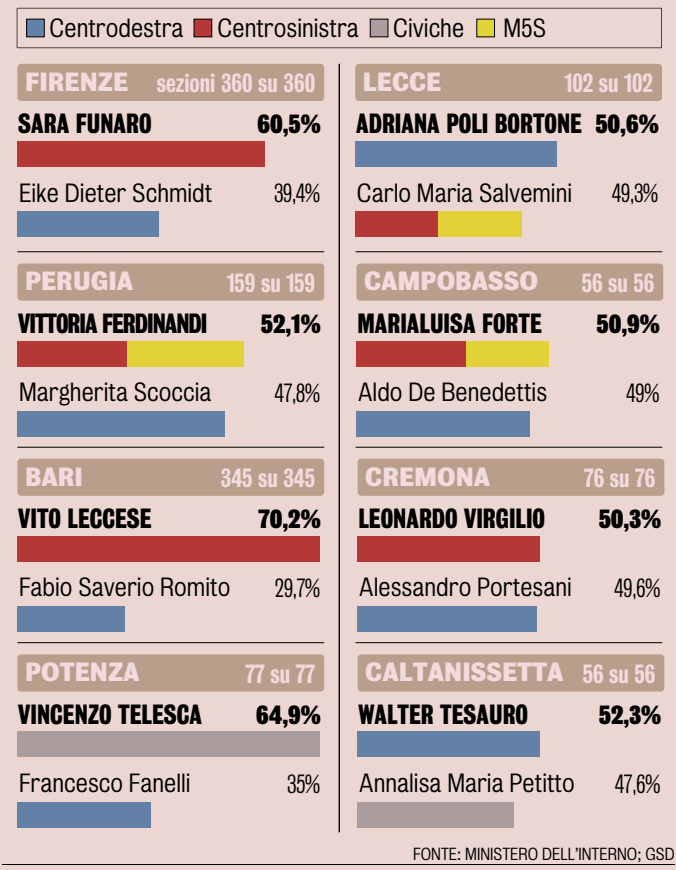 Centrodestra Centrosinistra Civiche M5S
FIRENZE sezioni 360 su 360
SARA FUNARO 60,5%
Eike Dieter Schmidt 39,4%
PERUGIA 159 su 159
VITTORIA FERDINANDI 52,1%
Margherita Scoccia 47,8%
BARI 345 su 345
VITO LECCESE 70,2%
Fabio Saverio Romito 29,7%
POTENZA 77 su 77
VINCENZO TELESCA 64,9%
Francesco Fanelli 35%
LECCE 102 su 102
ADRIANA POLI BORTONE 50,6%
Carlo Maria Salvemini 49,3%
CAMPOBASSO 56 su 56
MARIALUISA FORTE 50,9%
Aldo De Benedettis 49%
CREMONA 76 su 76
LEONARDO VIRGILIO 50,3%
Alessandro Portesani 49,6%
CALTANISSETTA 56 su 56
WALTER TESAURO 52,3%
Annalisa Maria Petitto 47,6%
FONTE: MINISTERO DELL'INTERNO; GSD